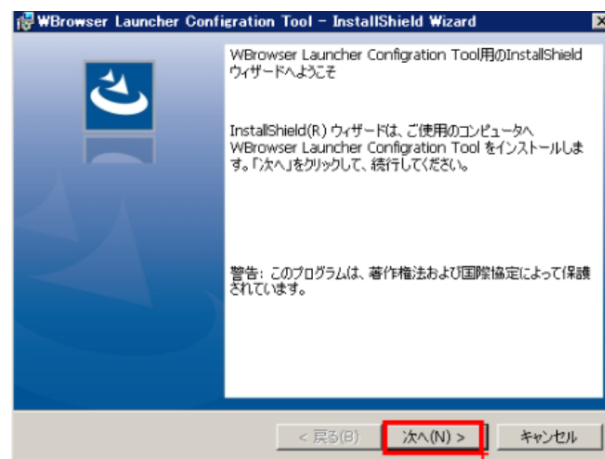 WBrowser Launcher Configration Tool - InstallShield Wizard
WBrowser Launcher Configration Tool用のInstallShield
ウィザードへようこそ
InstallShield(R) ウィザードは、ご使用のコンピュータへ
WBrowser Launcher Configration Tool をインストールしま
す。「次へ」をクリックして、続行してください。
警告: このプログラムは、著作権法および国際協定によって保護
されています。
< 戻る(B)
次へ(N) >
キャンセル